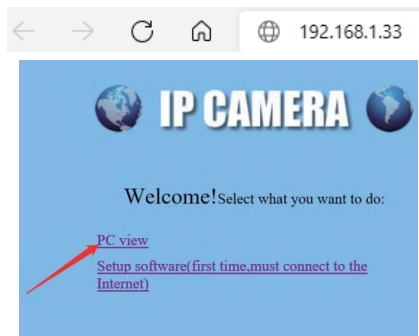 192.168.1.33
IP CAMERA
Welcome!Select what you want to do:
PC view
Setup software(first time,must connect to the
Internet)